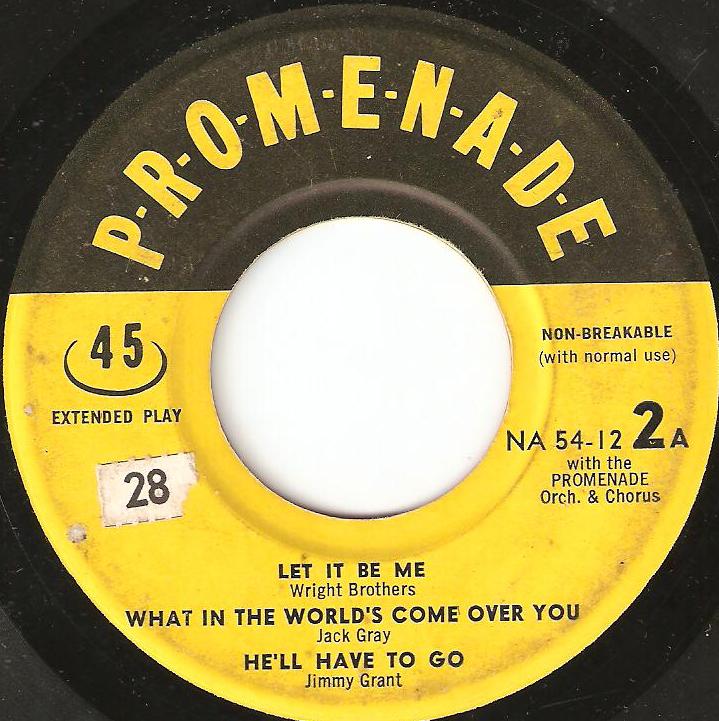 P·R·O·M·E·N·A·D·E
45
EXTENDED PLAY
28
NON-BREAKABLE
(with normal use)
NA 54-12 2A
with the
PROMENADE
Orch. & Chorus
LET IT BE ME
Wright Brothers
WHAT IN THE WORLD'S COME OVER YOU
Jack Gray
HE'LL HAVE TO GO
Jimmy Grant